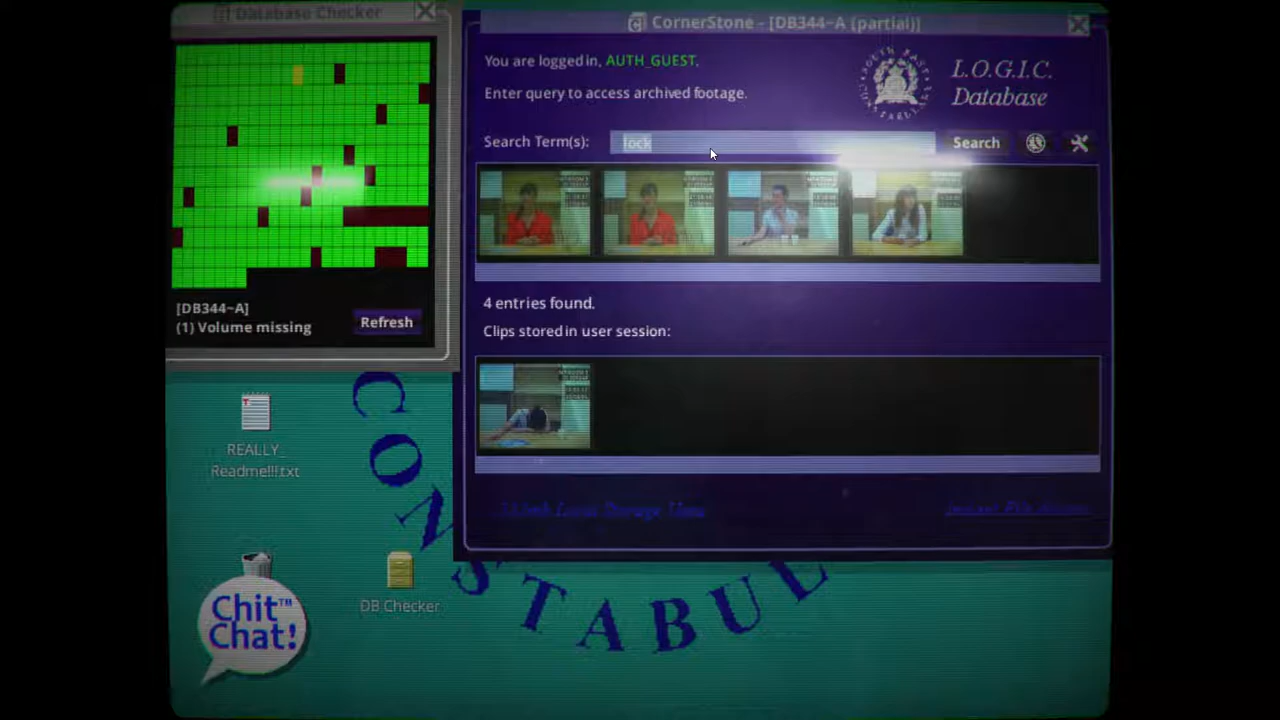 Database Checker
[DB344~A]
(1) Volume missing
Refresh
REALLY_
Readme!!!.txt
Chit™
Chat!
DB Checker
CONSTABUL
CornerStone - [DB344~A (partial)]
You are logged in, AUTH_GUEST.
Enter query to access archived footage.
L.O.G.I.C.
Database
Search Term(s):
lock
Search
4 entries found.
Clips stored in user session: